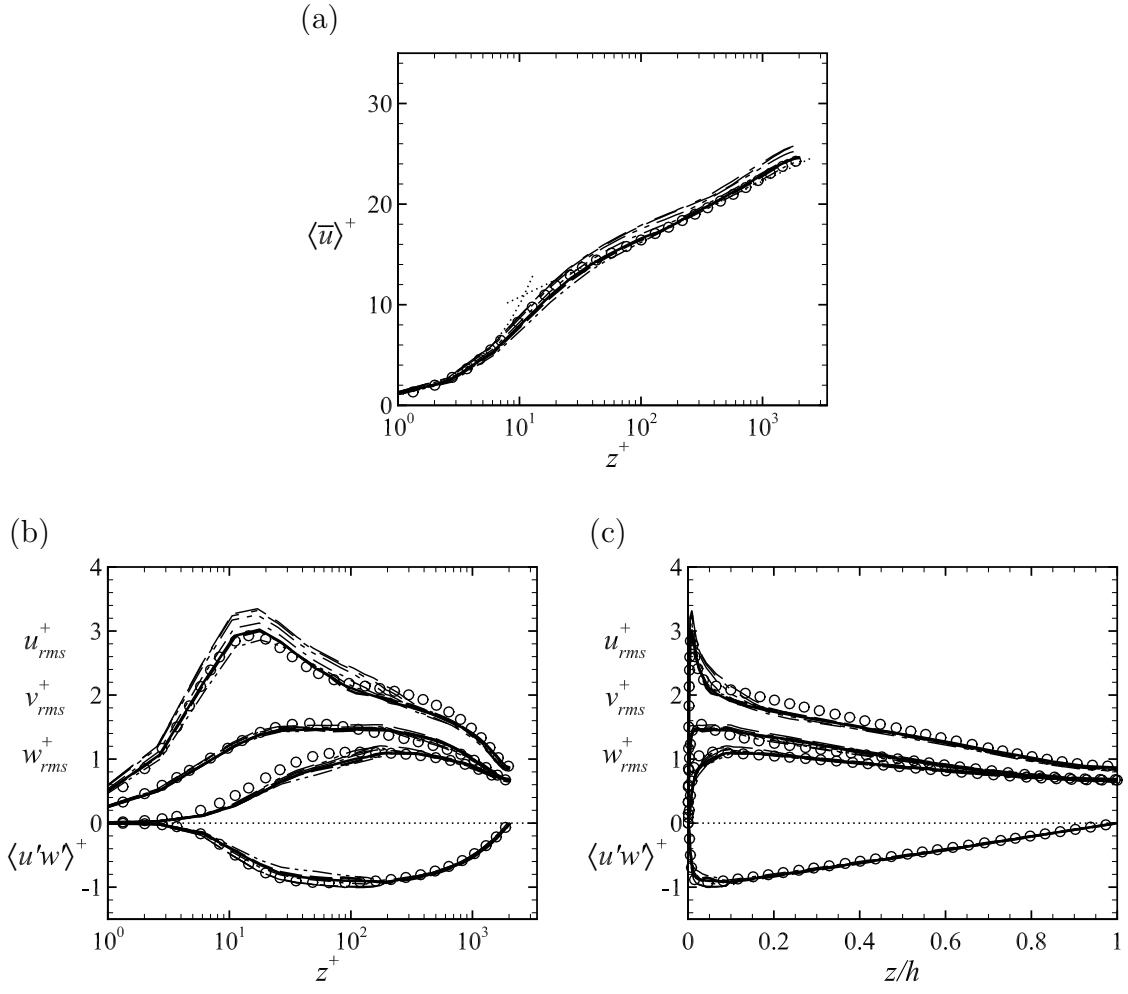 (a)
30
20
10
0
⟨u̅⟩⁺
10⁰ 10¹ 10² 10³
z⁺
(b)
4
3
2
1
0
-1
u⁺rms
v⁺rms
w⁺rms
⟨u'w'⟩⁺
10⁰ 10¹ 10² 10³
z⁺
(c)
4
3
2
1
0
-1
u⁺rms
v⁺rms
w⁺rms
⟨u'w'⟩⁺
0 0.2 0.4 0.6 0.8 1
z/h